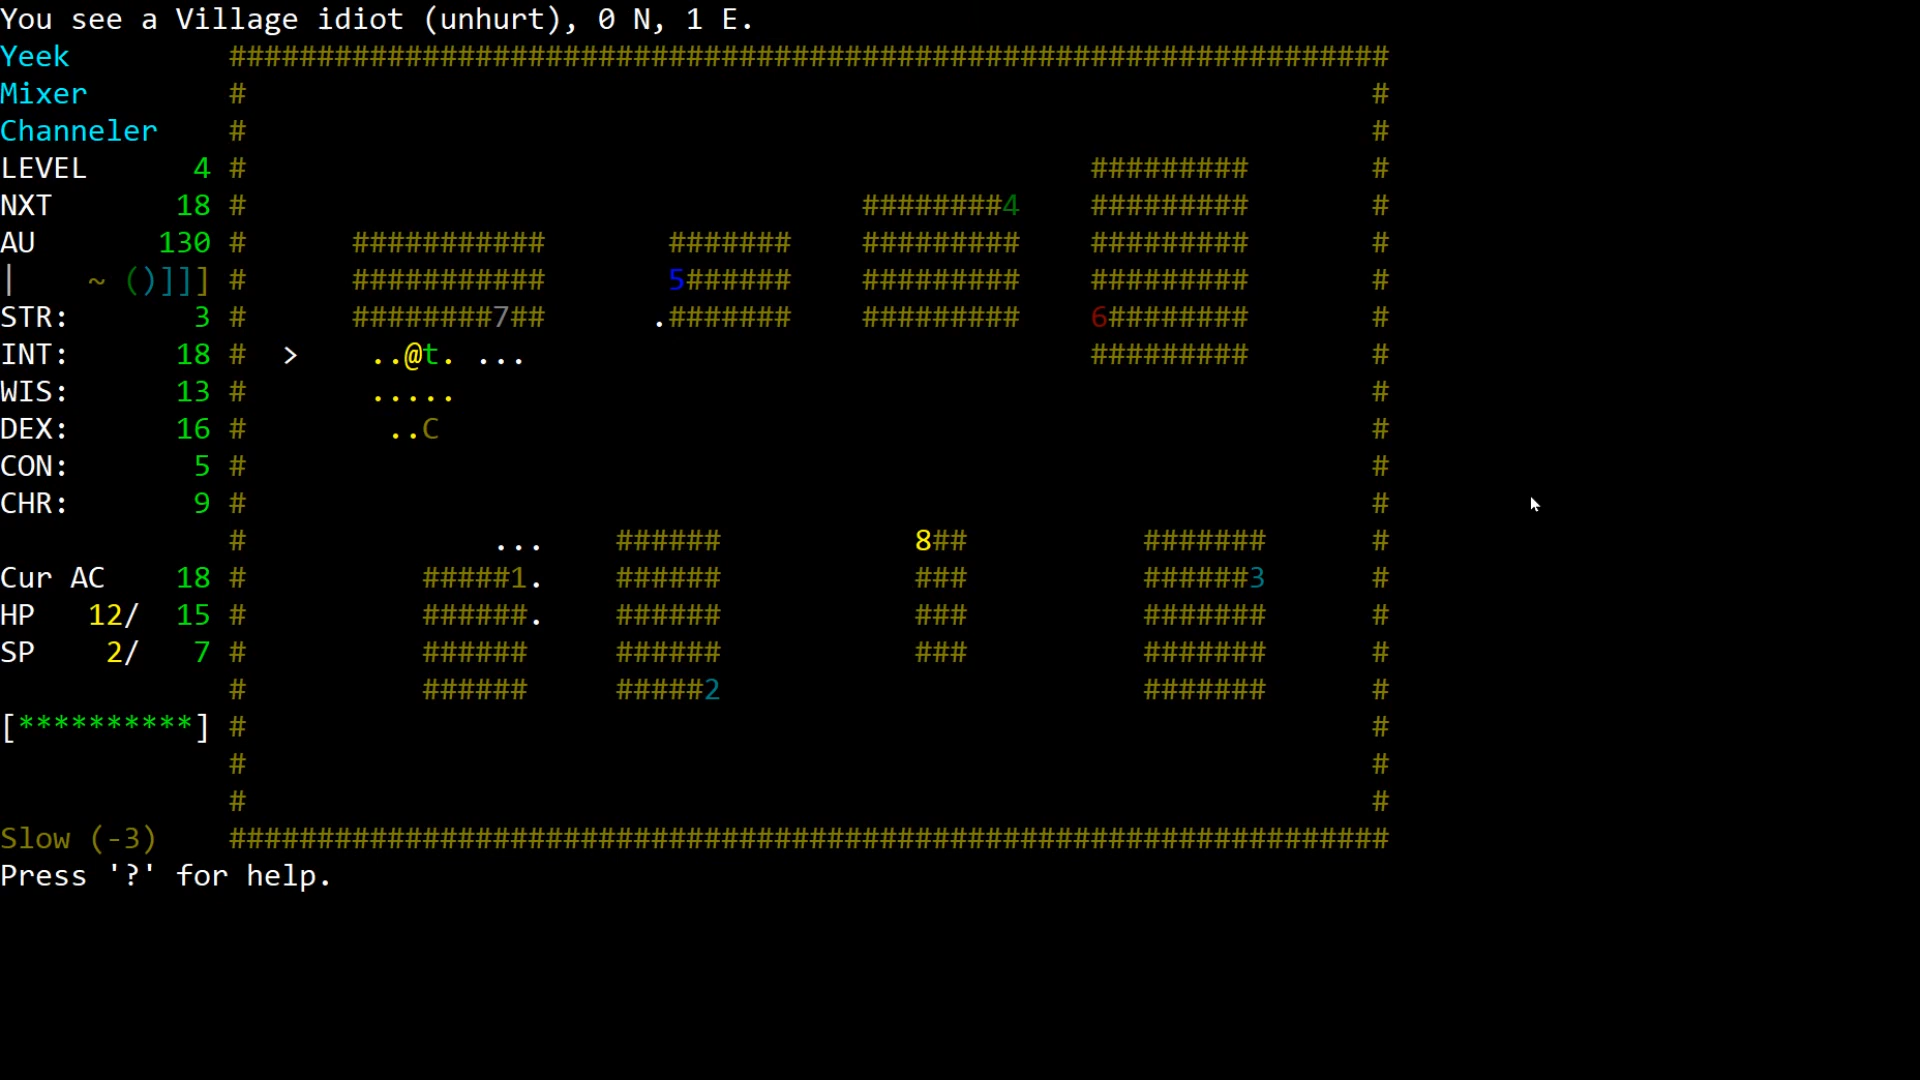 You see a Village idiot (unhurt), 0 N, 1 E.
Yeek         ##################################################################
Mixer        #                                                                #
Channeler    #                                                                #
LEVEL      4 #                                                #########       #
NXT       18 #                                   ########4    #########       #
AU       130 #      ###########       #######    #########    #########       #
|    ~ ()]]] #      ###########       5######    #########    #########       #
STR:       3 #      ########7##      .#######    #########    6########       #
INT:      18 #  >    ..@t. ...                                #########       #
WIS:      13 #       .....                                                    #
DEX:      16 #        ..C                                                     #
CON:       5 #                                                                #
CHR:       9 #                                                                #
             #              ...    ######           8##          #######      #
Cur AC    18 #          #####1.    ######           ###          ######3      #
HP   12/  15 #          ######.    ######           ###          #######      #
SP    2/   7 #          ######     ######           ###          #######      #
             #          ######     #####2                        #######      #
[**********] #                                                                #
             #                                                                #
             #                                                                #
Slow (-3)    ##################################################################
Press '?' for help.